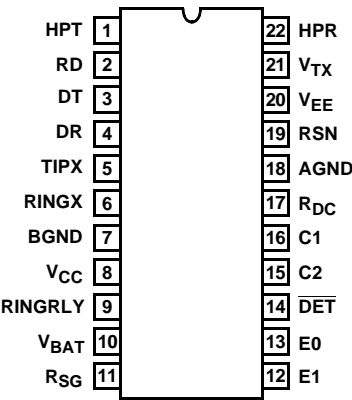 HPT 1 22 HPR
RD 2 21 VTX
DT 3 20 VEE
DR 4 19 RSN
TIPX 5 18 AGND
RINGX 6 17 RDC
BGND 7 16 C1
VCC 8 15 C2
RINGRLY 9 14 D̅E̅T̅
VBAT 10 13 E0
RSG 11 12 E1